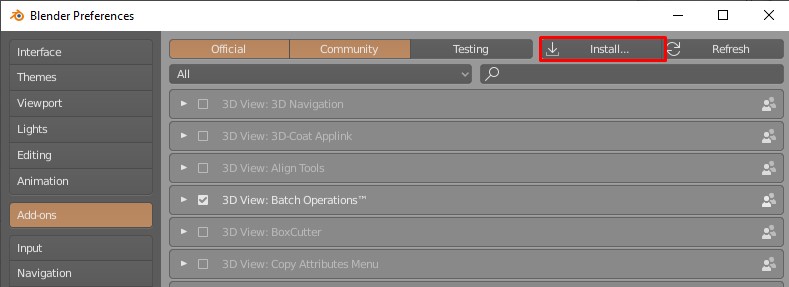 Blender Preferences
Official Community Testing Install... Refresh
All
Interface
Themes
Viewport
Lights
Editing
Animation
Add-ons
Input
Navigation
3D View: 3D Navigation
3D View: 3D-Coat Applink
3D View: Align Tools
3D View: Batch Operations™
3D View: BoxCutter
3D View: Copy Attributes Menu